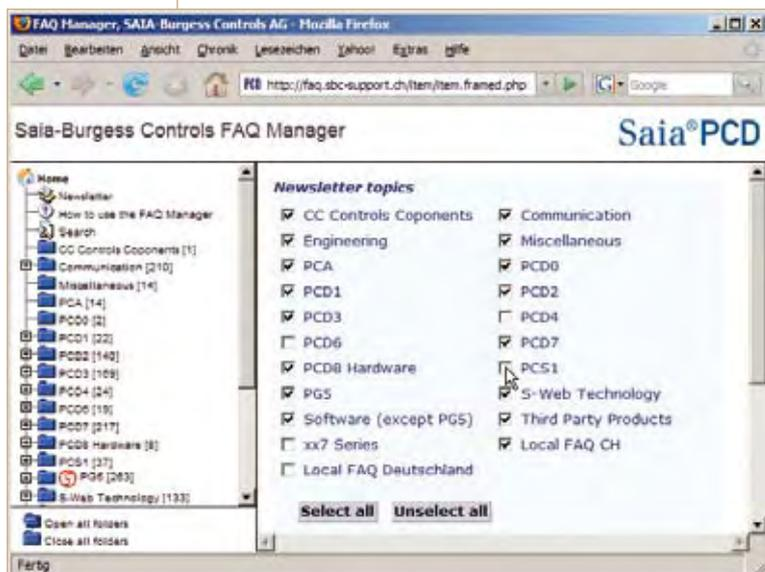 FAQ Manager, SAIA-Burgess Controls AG - Mozilla Firefox
Datei Bearbeiten Ansicht Chronik Lesezeichen Yahoo! Extras Hilfe
PCD http://faq.sbc-support.ch/item/item.framed.php G Google
Saia-Burgess Controls FAQ Manager
Saia®PCD
Home
Newsletter
How to use the FAQ Manager
Search
CC Controls Coponents [1]
Communication [210]
Miscellaneous [14]
PCA [14]
PCD0 [2]
PCD1 [22]
PCD2 [140]
PCD3 [169]
PCD4 [24]
PCD6 [19]
PCD7 [217]
PCD8 Hardware [8]
PCS1 [37]
PG5 [263]
S-Web Technology [133]
Open all folders
Close all folders
Newsletter topics
CC Controls Coponents Communication
Engineering Miscellaneous
PCA PCD0
PCD1 PCD2
PCD3 PCD4
PCD6 PCD7
PCD8 Hardware PCS1
PG5 S-Web Technology
Software (except PG5) Third Party Products
xx7 Series Local FAQ CH
Local FAQ Deutschland
Select all Unselect all
Fertig